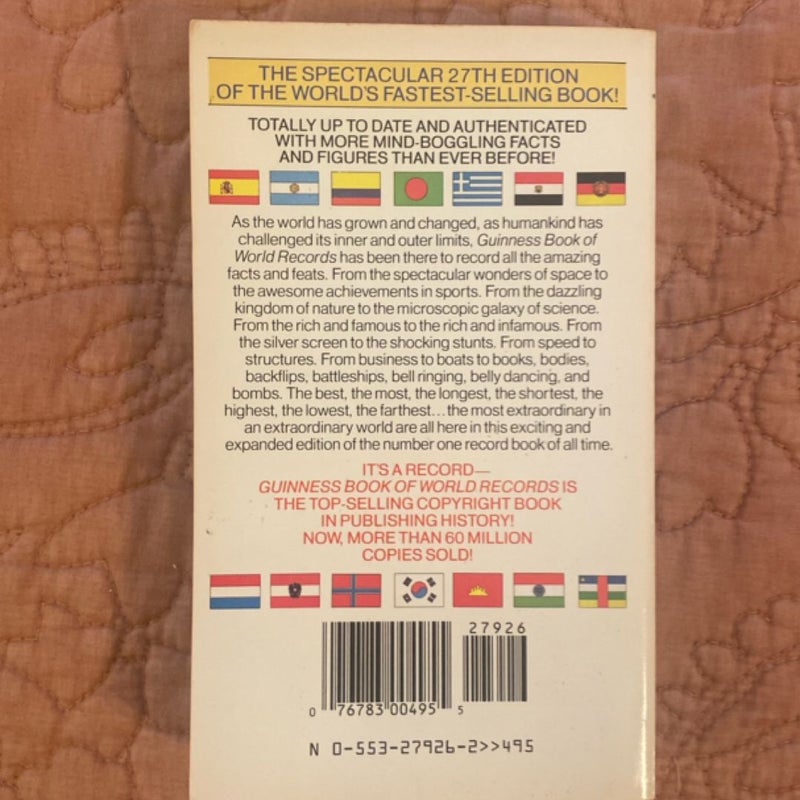 THE SPECTACULAR 27TH EDITION
OF THE WORLD'S FASTEST-SELLING BOOK!
TOTALLY UP TO DATE AND AUTHENTICATED
WITH MORE MIND-BOGGLING FACTS
AND FIGURES THAN EVER BEFORE!
As the world has grown and changed, as humankind has
challenged its inner and outer limits, Guinness Book of
World Records has been there to record all the amazing
facts and feats. From the spectacular wonders of space to
the awesome achievements in sports. From the dazzling
kingdom of nature to the microscopic galaxy of science.
From the rich and famous to the rich and infamous. From
the silver screen to the shocking stunts. From speed to
structures. From business to boats to books, bodies,
backflips, battleships, bell ringing, belly dancing, and
bombs. The best, the most, the longest, the shortest, the
highest, the lowest, the farthest...the most extraordinary in
an extraordinary world are all here in this exciting and
expanded edition of the number one record book of all time.
IT'S A RECORD—
GUINNESS BOOK OF WORLD RECORDS IS
THE TOP-SELLING COPYRIGHT BOOK
IN PUBLISHING HISTORY!
NOW, MORE THAN 60 MILLION
COPIES SOLD!
27926
0 76783 00495 5
N 0-553-27926-2>>495